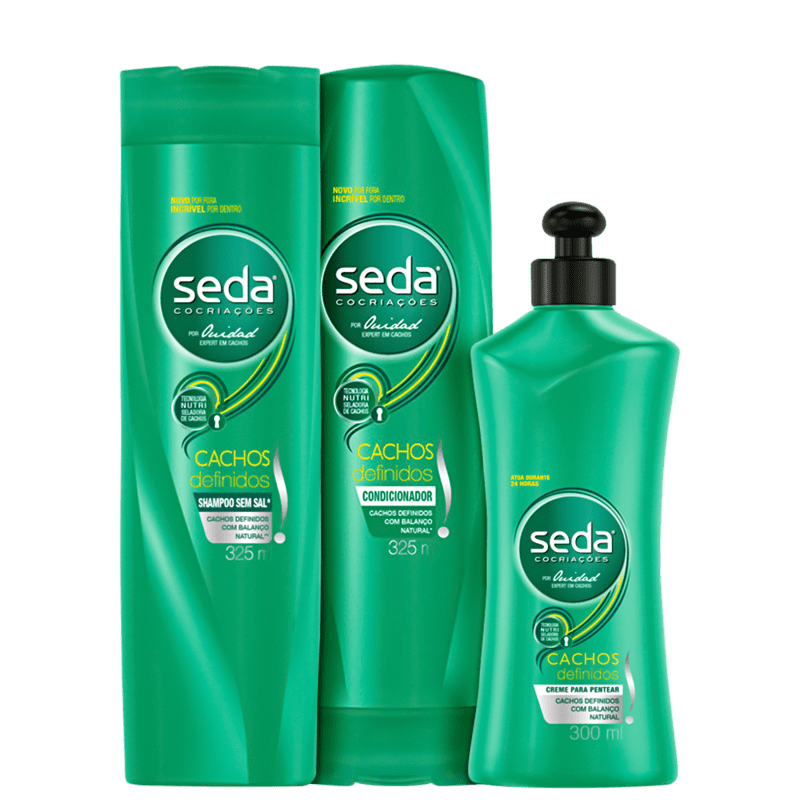 NOVO POR FORA
INCRÍVEL POR DENTRO
seda
COCRIAÇÕES
POR Ouidad
EXPERT EM CACHOS
TECNOLOGIA
NUTRI
SELADORA
DE CACHOS
CACHOS
definidos
SHAMPOO SEM SAL*
CACHOS DEFINIDOS
COM BALANÇO
NATURAL**
325 m
NOVO POR FORA
INCRÍVEL POR DENTRO
seda
COCRIAÇÕES
POR Ouidad
EXPERT EM CACHOS
TECNOLOGIA
NUTRI
SELADORA
DE CACHOS
CACHOS
definidos
CONDICIONADOR
CACHOS DEFINIDOS
COM BALANÇO
NATURAL*
325 m
ATUA DURANTE
24 HORAS
seda
COCRIAÇÕES
POR Ouidad
EXPERT EM CACHOS
TECNOLOGIA
NUTRI
SELADORA
DE CACHOS
CACHOS
definidos
CREME PARA PENTEAR
CACHOS DEFINIDOS
COM BALANÇO
NATURAL
300 ml